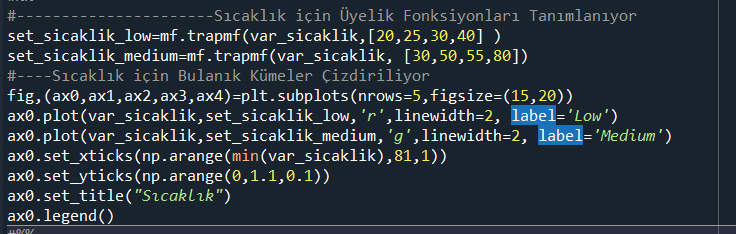 #----------------------Sıcaklık için Üyelik Fonksiyonları Tanımlanıyor
set_sicaklik_low=mf.trapmf(var_sicaklik,[20,25,30,40] )
set_sicaklik_medium=mf.trapmf(var_sicaklik, [30,50,55,80])
#----Sıcaklık için Bulanık Kümeler Çizdiriliyor
fig,(ax0,ax1,ax2,ax3,ax4)=plt.subplots(nrows=5,figsize=(15,20))
ax0.plot(var_sicaklik,set_sicaklik_low,'r',linewidth=2, label='Low')
ax0.plot(var_sicaklik,set_sicaklik_medium,'g',linewidth=2, label='Medium')
ax0.set_xticks(np.arange(min(var_sicaklik),81,1))
ax0.set_yticks(np.arange(0,1.1,0.1))
ax0.set_title("Sıcaklık")
ax0.legend()
#%%